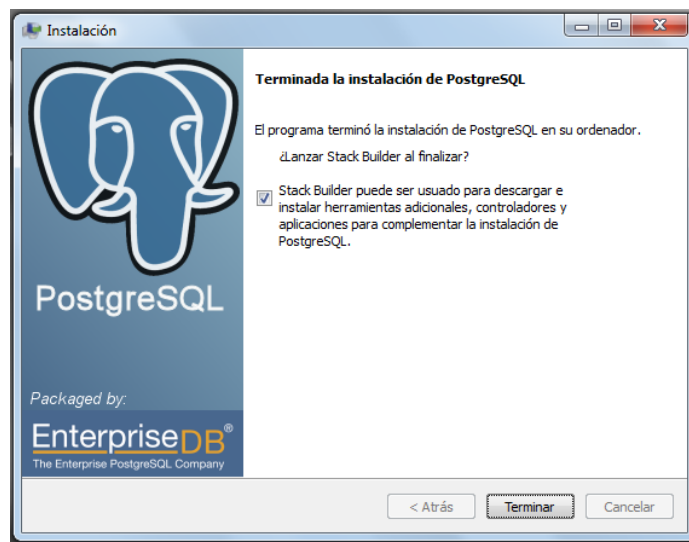 Instalación
Terminada la instalación de PostgreSQL
El programa terminó la instalación de PostgreSQL en su ordenador.
¿Lanzar Stack Builder al finalizar?
Stack Builder puede ser usado para descargar e
instalar herramientas adicionales, controladores y
aplicaciones para complementar la instalación de
PostgreSQL.
PostgreSQL
Packaged by:
EnterpriseDB®
The Enterprise PostgreSQL Company
< Atrás
Terminar
Cancelar